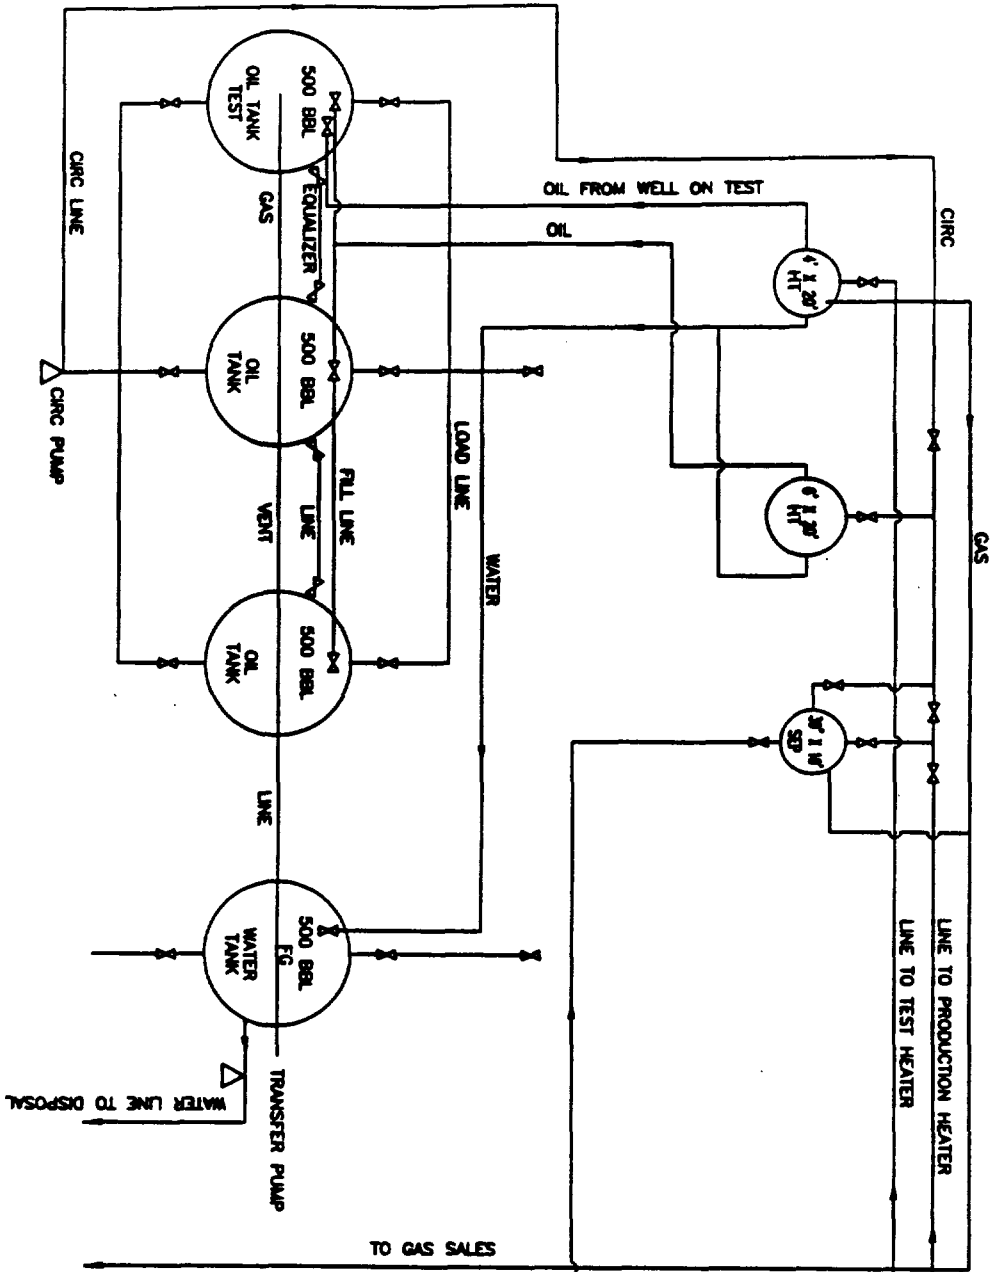 500 BBL
OIL TANK
TEST
CIRC LINE
GAS
EQUALIZER
OIL FROM WELL ON TEST
OIL
4' X 20'
HT
CIRC
CIRC PUMP
500 BBL
OIL
TANK
VENT
LINE
FILL LINE
LOAD LINE
WATER
6' X 20'
HT
GAS
500 BBL
OIL
TANK
LINE
SEP
LINE TO TEST HEATER
LINE TO PRODUCTION HEATER
500 BBL
FG
WATER
TANK
TRANSFER PUMP
WATER LINE TO DISPOSAL
TO GAS SALES